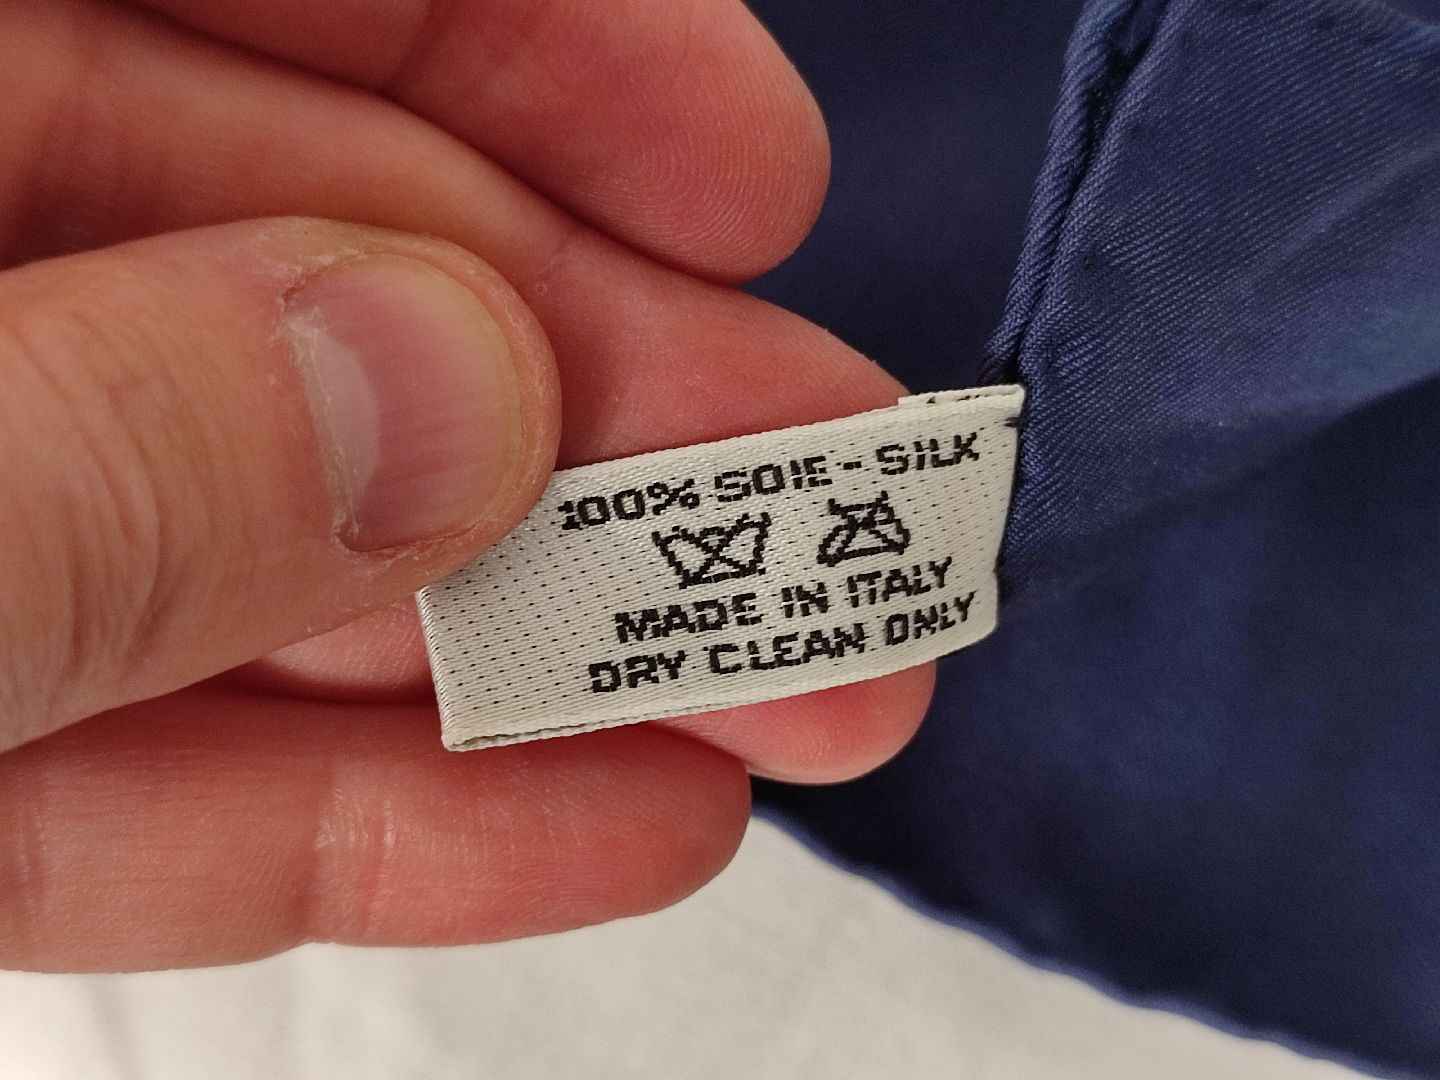 100% SOIE - SILK
MADE IN ITALY
DRY CLEAN ONLY